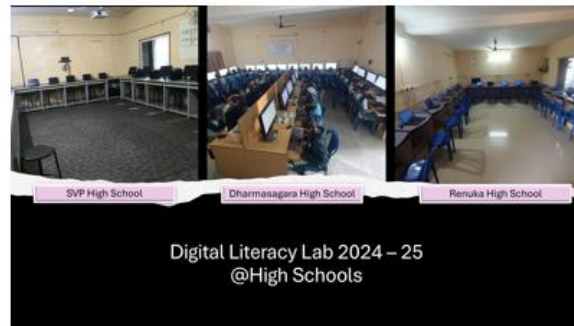 SVP High School
Dharmasagara High School
Renuka High School
Digital Literacy Lab 2024 – 25
@High Schools